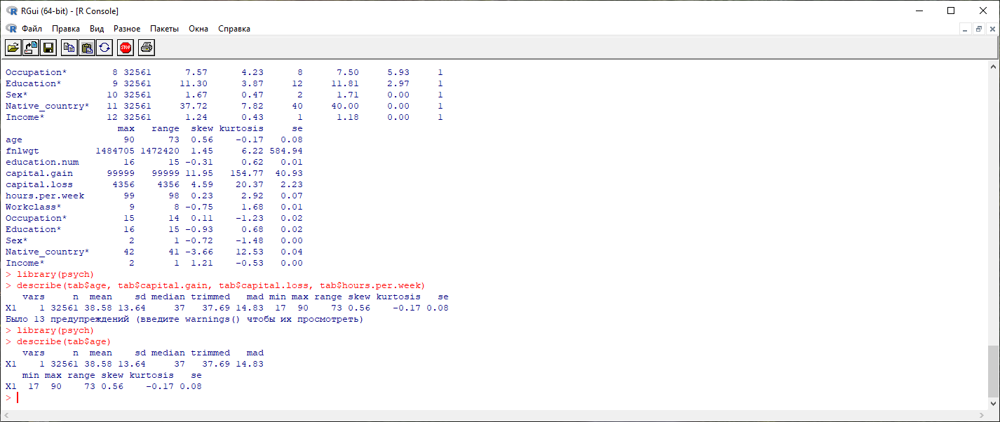 RGui (64-bit) - [R Console]
Файл Правка Вид Разное Пакеты Окна Справка
STOP
Occupation* 8 32561 7.57 4.23 8 7.50 5.93 1
Education* 9 32561 11.30 3.87 12 11.81 2.97 1
Sex* 10 32561 1.67 0.47 2 1.71 0.00 1
Native_country* 11 32561 37.72 7.82 40 40.00 0.00 1
Income* 12 32561 1.24 0.43 1 1.18 0.00 1
max range skew kurtosis se
age 90 73 0.56 -0.17 0.08
fnlwgt 1484705 1472420 1.45 6.22 584.94
education.num 16 15 -0.31 0.62 0.01
capital.gain 99999 99999 11.95 154.77 40.93
capital.loss 4356 4356 4.59 20.37 2.23
hours.per.week 99 98 0.23 2.92 0.07
Workclass* 9 8 -0.75 1.68 0.01
Occupation* 15 14 0.11 -1.23 0.02
Education* 16 15 -0.93 0.68 0.02
Sex* 2 1 -0.72 -1.48 0.00
Native_country* 42 41 -3.66 12.53 0.04
Income* 2 1 1.21 -0.53 0.00
> library(psych)
> describe(tab$age, tab$capital.gain, tab$capital.loss, tab$hours.per.week)
vars n mean sd median trimmed mad min max range skew kurtosis se
X1 1 32561 38.58 13.64 37 37.69 14.83 17 90 73 0.56 -0.17 0.08
Было 13 предупреждений (введите warnings() чтобы их просмотреть)
> library(psych)
> describe(tab$age)
vars n mean sd median trimmed mad
X1 1 32561 38.58 13.64 37 37.69 14.83
min max range skew kurtosis se
X1 17 90 73 0.56 -0.17 0.08
>